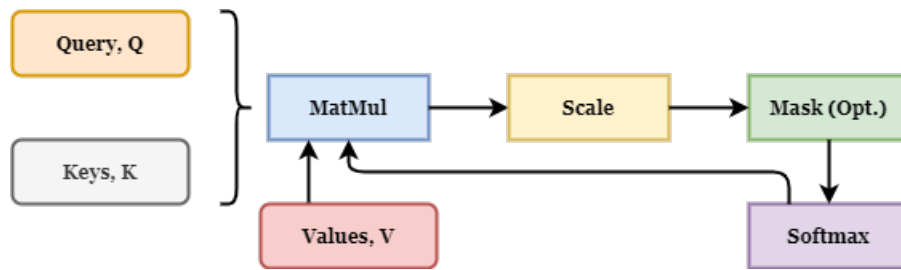 Query, Q
MatMul
Scale
Mask (Opt.)
Keys, K
Values, V
Softmax